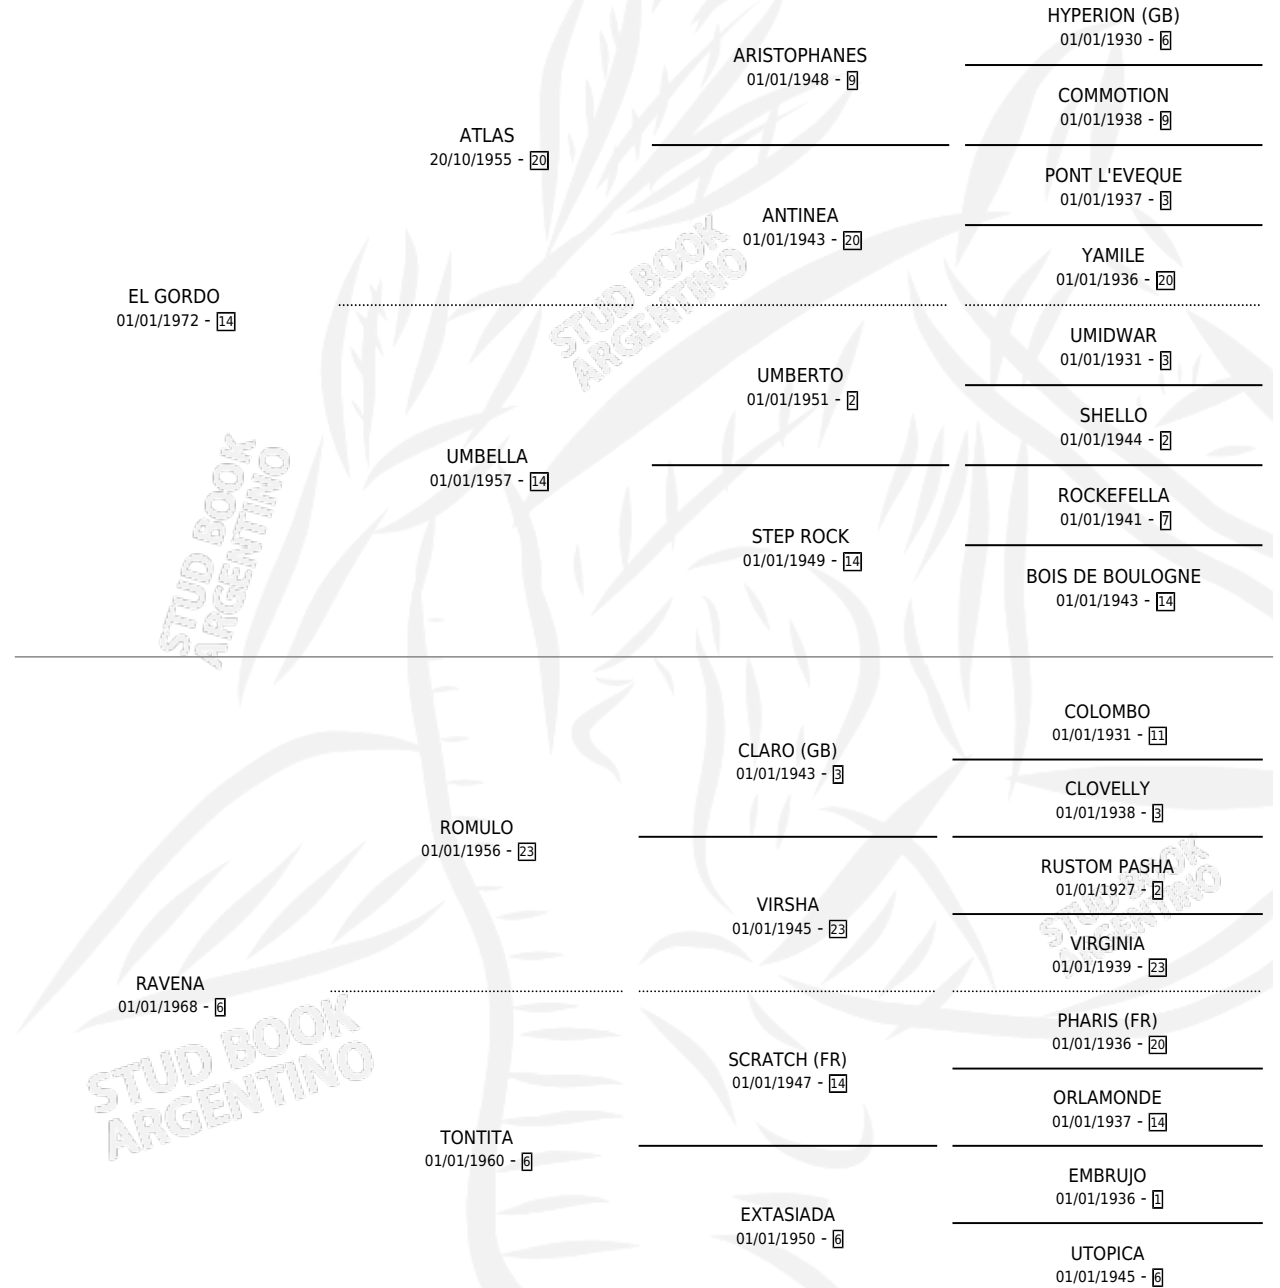 HYPERION (GB)
01/01/1930 - 6
ARISTOPHANES
01/01/1948 - 9
COMMOTION
01/01/1938 - 9
ATLAS
20/10/1955 - 20
PONT L'EVEQUE
01/01/1937 - 3
ANTINEA
01/01/1943 - 20
YAMILE
01/01/1936 - 20
EL GORDO
01/01/1972 - 14
STUD BOOK
ARGENTINO
UMIDWAR
01/01/1931 - 3
UMBERTO
01/01/1951 - 2
SHELLO
01/01/1944 - 2
UMBELLA
01/01/1957 - 14
ROCKEFELLA
01/01/1941 - 7
STEP ROCK
01/01/1949 - 14
BOIS DE BOULOGNE
01/01/1943 - 14
STUD BOOK
ARGENTINO
COLOMBO
01/01/1931 - 11
CLARO (GB)
01/01/1943 - 3
CLOVELLY
01/01/1938 - 3
ROMULO
01/01/1956 - 23
RUSTOM PASHA
01/01/1927 - 2
VIRSHA
01/01/1945 - 23
VIRGINIA
01/01/1939 - 23
STUD BOOK
ARGENTINO
RAVENA
01/01/1968 - 6
PHARIS (FR)
01/01/1936 - 20
SCRATCH (FR)
01/01/1947 - 14
ORLAMONDE
01/01/1937 - 14
STUD BOOK
ARGENTINO
TONTITA
01/01/1960 - 6
EMBRUJO
01/01/1936 - 1
EXTASIADA
01/01/1950 - 6
UTOPICA
01/01/1945 - 6